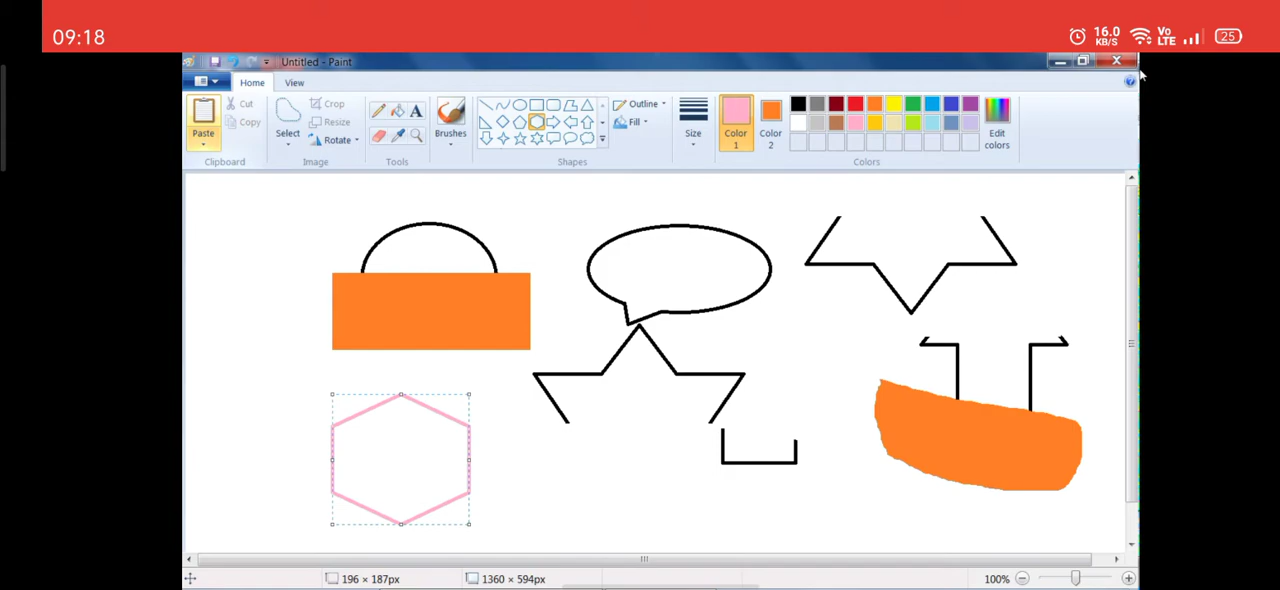 09:18
16.0
KB/S
Vo
LTE
25
Untitled - Paint
Home View
Paste
Cut
Copy
Clipboard
Select
Crop
Resize
Rotate
Image
A
Tools
Brushes
Outline
Fill
Shapes
Size
Color
1
Color
2
Edit
colors
Colors
196 × 187px
1360 × 594px
100%